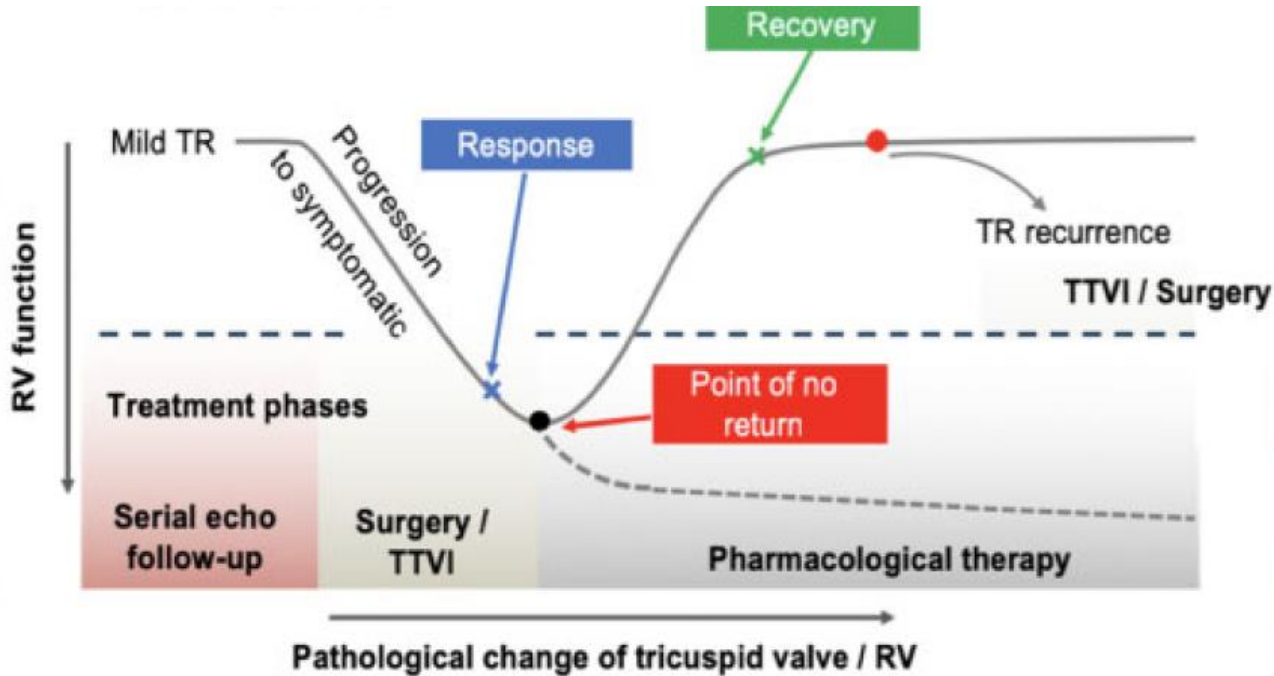 Recovery
Mild TR
Progression
to symptomatic
Response
TR recurrence
TTVI / Surgery
RV function
Point of no
return
Treatment phases
Serial echo
follow-up
Surgery /
TTVI
Pharmacological therapy
Pathological change of tricuspid valve / RV